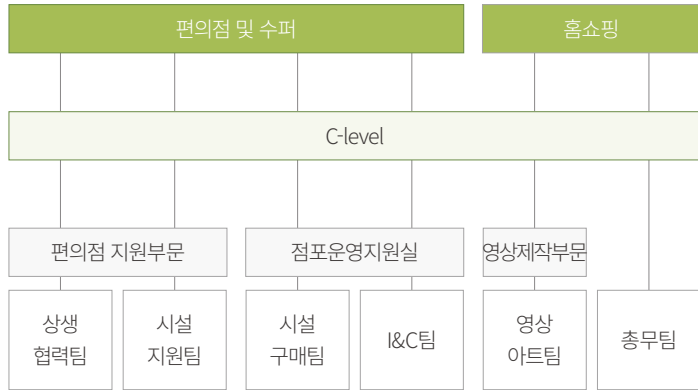 편의점 및 수퍼
홈쇼핑
C-level
편의점 지원부문
점포운영지원실
영상제작부문
상생
협력팀
시설
지원팀
시설
구매팀
I&C팀
영상
아트팀
총무팀